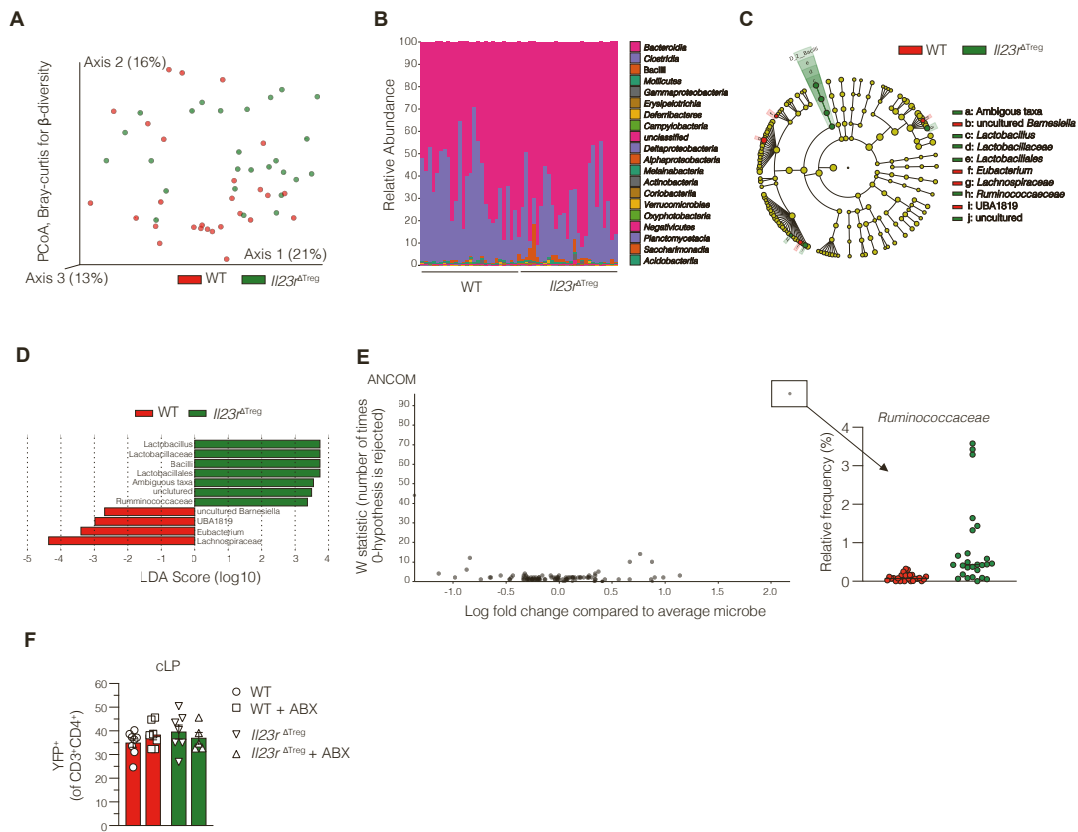 A
PCoA, Bray-curtis for β-diversity
Axis 2 (16%)
Axis 1 (21%)
Axis 3 (13%)
WT
Il23rΔTreg
B
Relative Abundance
100
90
80
70
60
50
40
30
20
10
0
WT
Il23rΔTreg
Bacteroidia
Clostridia
Bacilli
Mollicutes
Gammaproteobacteria
Erysipelotrichia
Deferribacteres
Campylobacteria
unclassified
Deltaproteobacteria
Alphaproteobacteria
Melainabacteria
Actinobacteria
Coriobacteriia
Verrucomicrobiae
Oxyphotobacteria
Negativicutes
Planctomycetacia
Saccharimonadia
Acidobacteriia
C
WT
Il23rΔTreg
a: Ambigous taxa
b: uncultured Barnesiella
c: Lactobacillus
d: Lactobacillaceae
e: Lactobacillales
f: Eubacterium
g: Lachnospiraceae
h: Ruminococcaeceae
i: UBA1819
j: uncultured
D
WT
Il23rΔTreg
Lactobacillus
Lactobacillaceae
Bacilli
Lactobacillales
Ambiguous taxa
unclutured
Rumminococcaceae
uncultured Barnesiella
UBA1819
Eubacterium
Lachnospiraceae
-5 -4 -3 -2 -1 0 1 2 3 4
LDA Score (log10)
E
ANCOM
W statistic (number of times
0-hypothesis is rejected)
90
80
70
60
50
40
30
20
10
0
-1.0 -0.5 0.0 0.5 1.0 1.5 2.0
Log fold change compared to average microbe
Ruminococcaceae
Relative frequency (%)
4
3
2
1
0
F
cLP
YFP⁺
(of CD3⁺CD4⁺)
60
50
40
30
20
10
0
WT
WT + ABX
Il23r ΔTreg
Il23r ΔTreg + ABX